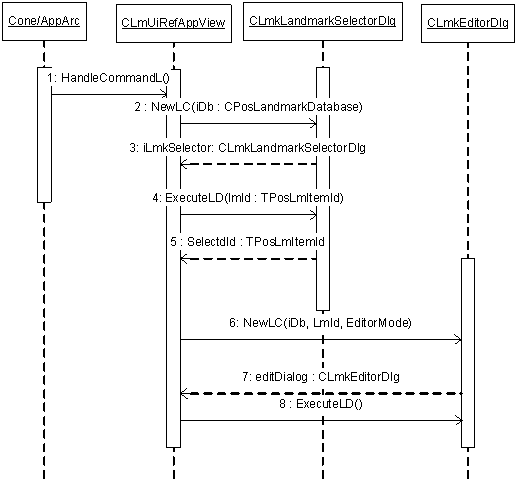 Cone/AppArc
CLmUiRefAppView
CLmkLandmarkSelectorDlg
CLmkEditorDlg
1: HandleCommandL()
2 : NewLC(iDb : CPosLandmarkDatabase)
3: iLmkSelector: CLmkLandmarkSelectorDlg
4: ExecuteLD(lmId : TPosLmItemId)
5 : SelectdId : TPosLmItemId
6: NewLC(iDb, LmId, EditorMode)
7: editDialog : CLmkEditorDlg
8 : ExecuteLD()